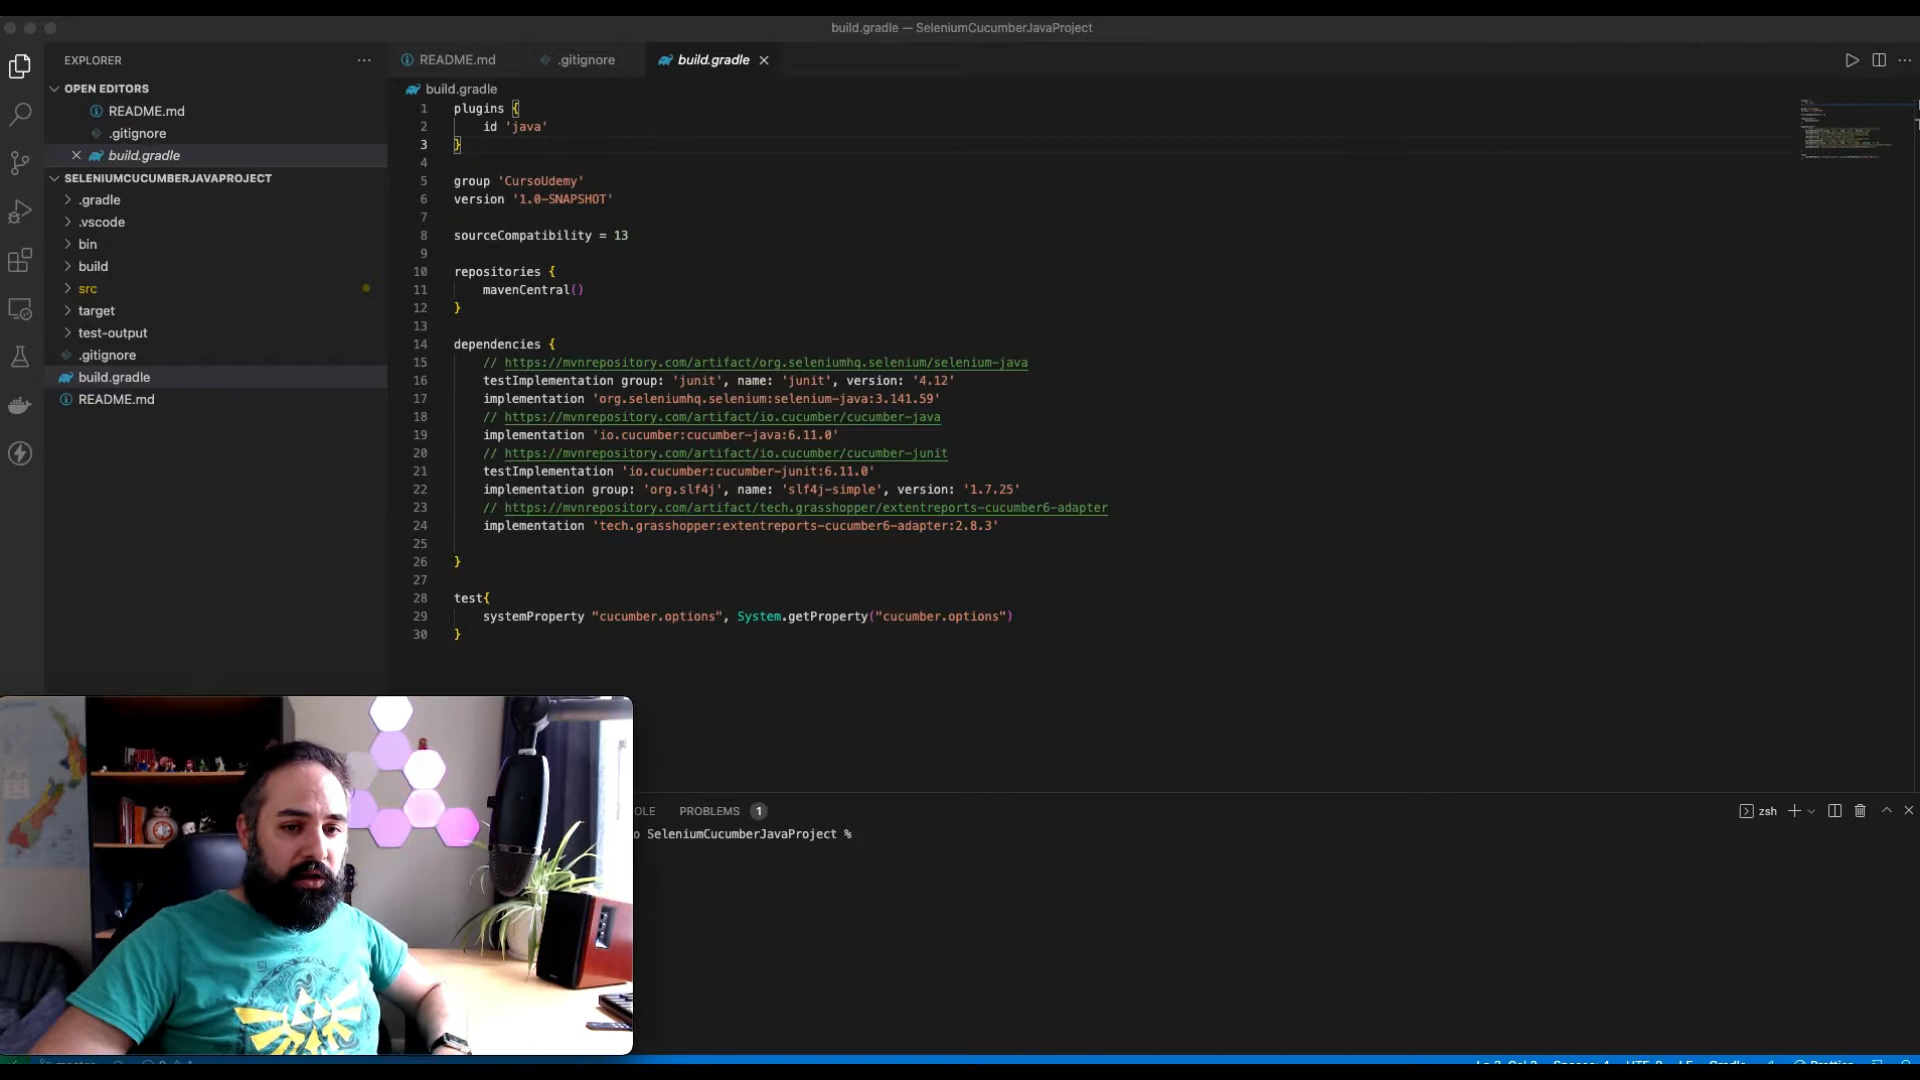 build.gradle — SeleniumCucumberJavaProject
EXPLORER
README.md
.gitignore
build.gradle
OPEN EDITORS
README.md
.gitignore
build.gradle
SELENIUMCUCUMBERJAVAPROJECT
.gradle
.vscode
bin
build
src
target
test-output
.gitignore
build.gradle
README.md
build.gradle
1 plugins {
2 id 'java'
3 }
4
5 group 'CursoUdemy'
6 version '1.0-SNAPSHOT'
7
8 sourceCompatibility = 13
9
10 repositories {
11 mavenCentral()
12 }
13
14 dependencies {
15 // https://mvnrepository.com/artifact/org.seleniumhq.selenium/selenium-java
16 testImplementation group: 'junit', name: 'junit', version: '4.12'
17 implementation 'org.seleniumhq.selenium:selenium-java:3.141.59'
18 // https://mvnrepository.com/artifact/io.cucumber/cucumber-java
19 implementation 'io.cucumber:cucumber-java:6.11.0'
20 // https://mvnrepository.com/artifact/io.cucumber/cucumber-junit
21 testImplementation 'io.cucumber:cucumber-junit:6.11.0'
22 implementation group: 'org.slf4j', name: 'slf4j-simple', version: '1.7.25'
23 // https://mvnrepository.com/artifact/tech.grasshopper/extentreports-cucumber6-adapter
24 implementation 'tech.grasshopper:extentreports-cucumber6-adapter:2.8.3'
25
26 }
27
28 test{
29 systemProperty "cucumber.options", System.getProperty("cucumber.options")
30 }
OLE PROBLEMS 1
zsh
o SeleniumCucumberJavaProject %